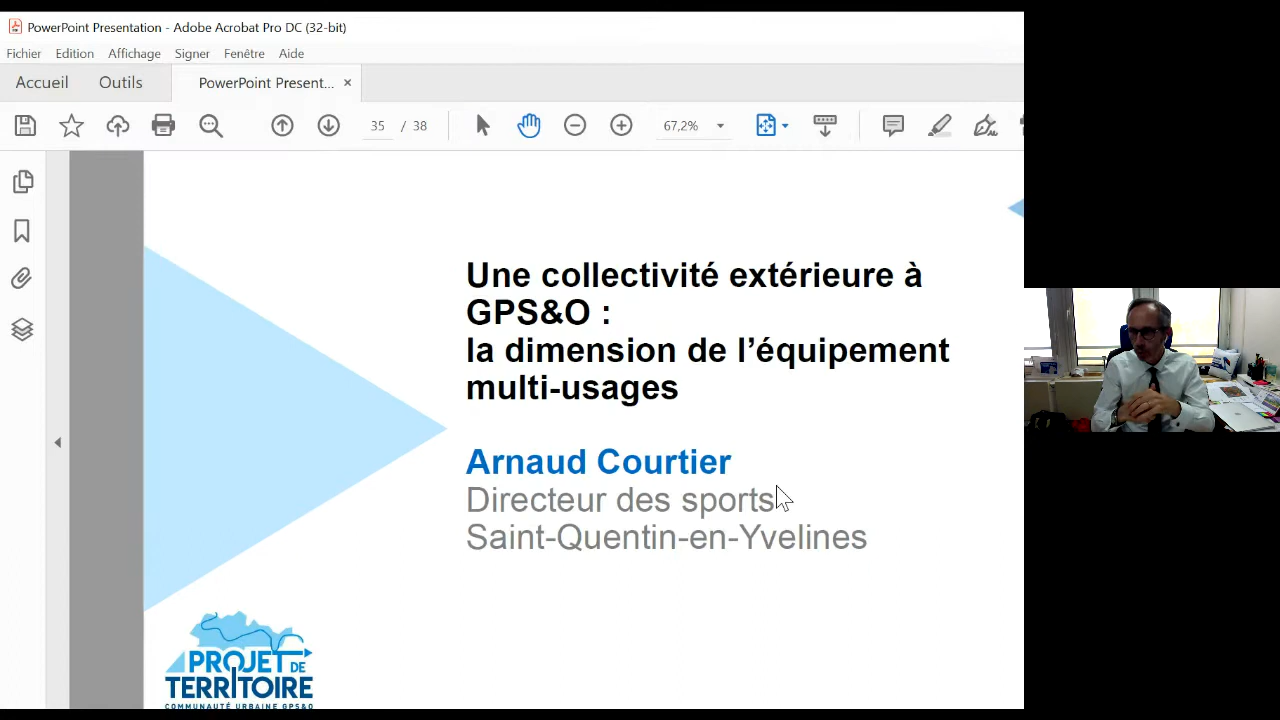 PowerPoint Presentation - Adobe Acrobat Pro DC (32-bit)
Fichier Edition Affichage Signer Fenêtre Aide
Accueil Outils PowerPoint Present... ×
35 / 38 67,2%
Une collectivité extérieure à
GPS&O :
la dimension de l’équipement
multi-usages
Arnaud Courtier
Directeur des sports
Saint-Quentin-en-Yvelines
PROJET DE
TERRITOIRE
COMMUNAUTÉ URBAINE GPS&O